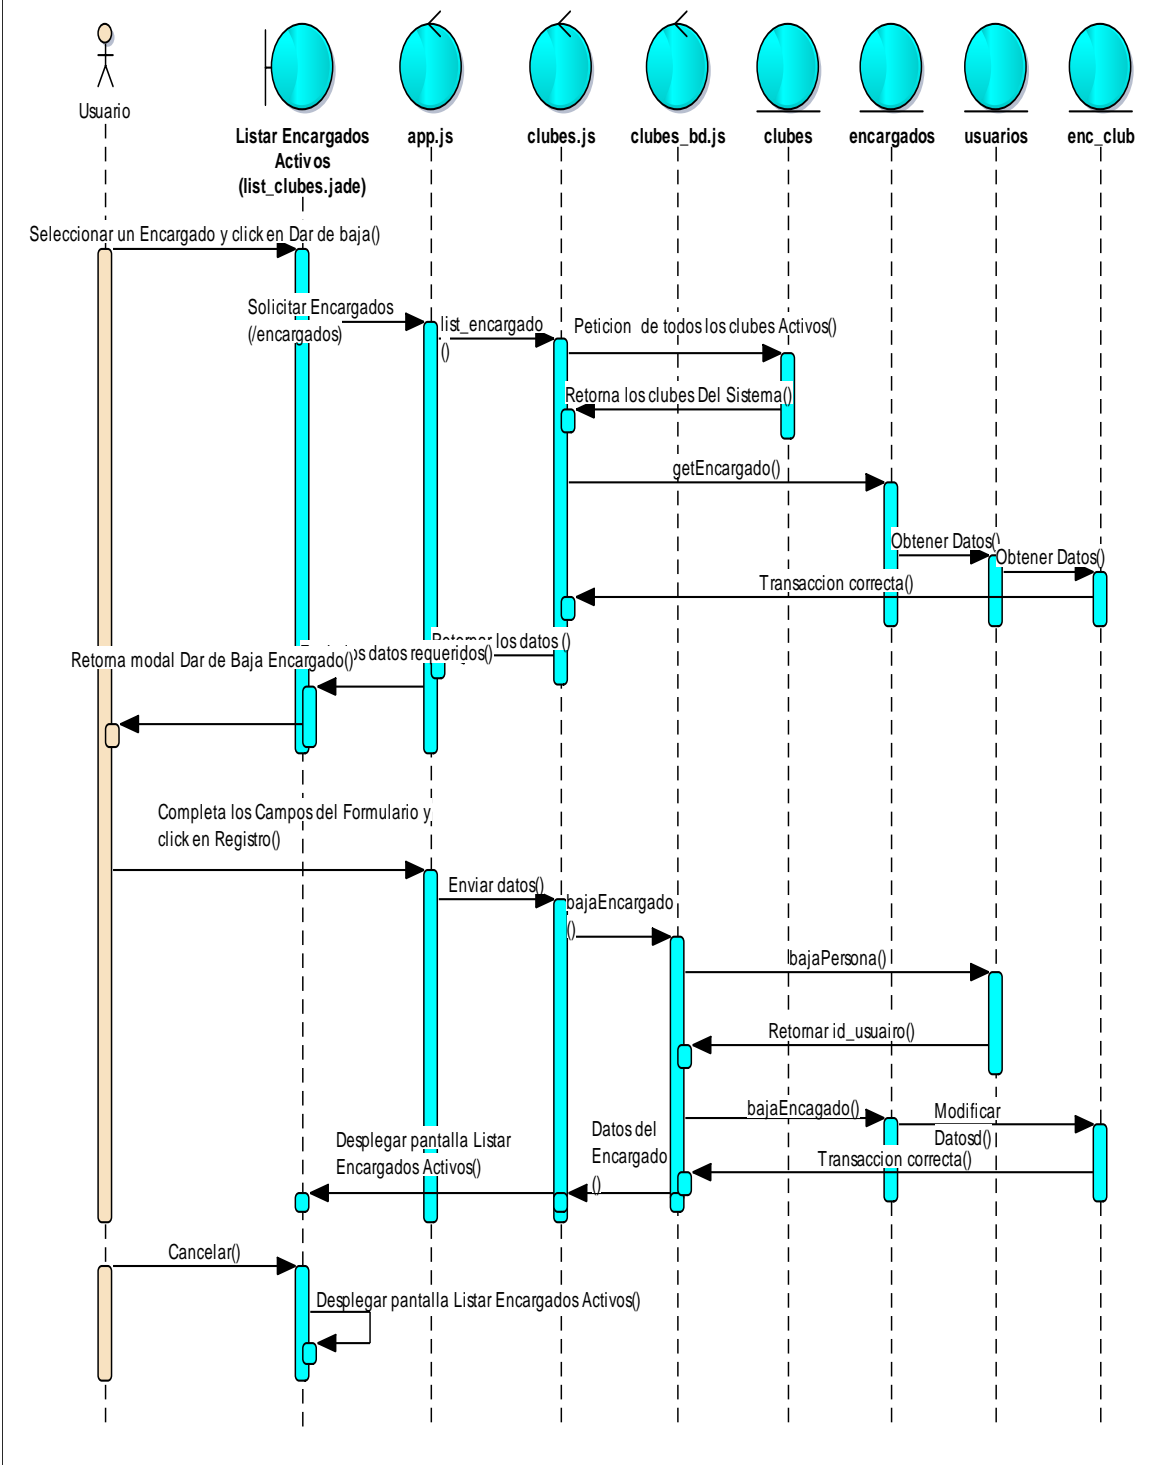 Usuario
Listar Encargados
Activos
(list_clubes.jade)
app.js
clubes.js
clubes_bd.js
clubes
encargados
usuarios
enc_club
Seleccionar un Encargado y click en Dar de baja()
Solicitar Encargados
(/encargados)
list_encargado
()
Peticion de todos los clubes Activos()
Retorna los clubes Del Sistema()
getEncargado()
Obtener Datos()
Obtener Datos()
Transaccion correcta()
Retornar los datos ()
datos requeridos()
Retorna modal Dar de Baja Encargado()
Completa los Campos del Formulario y
click en Registro()
Enviar datos()
bajaEncargado
()
bajaPersona()
Retornar id_usuairo()
bajaEncagado()
Modificar
Datosd()
Datos del
Encargado
()
Transaccion correcta()
Desplegar pantalla Listar
Encargados Activos()
Cancelar()
Desplegar pantalla Listar Encargados Activos()